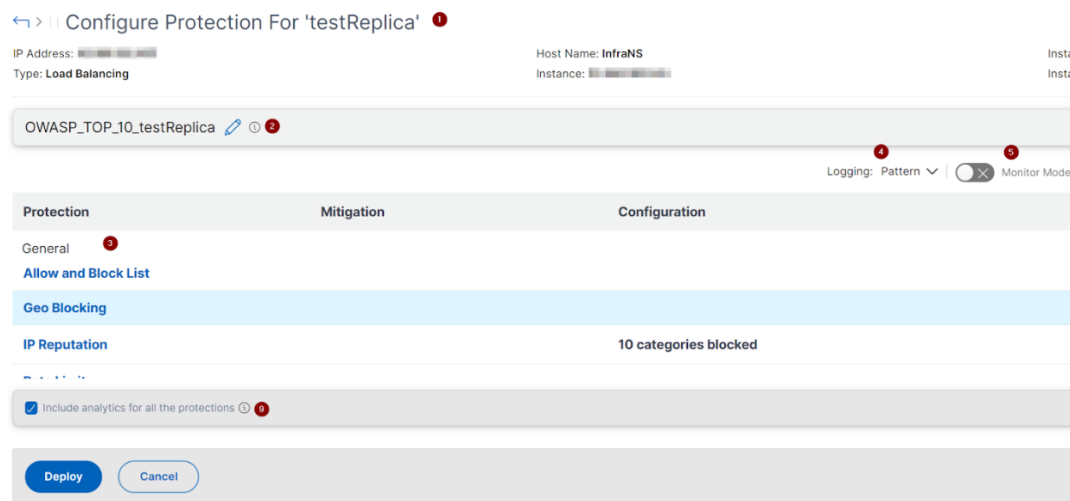 Configure Protection For 'testReplica' 1
IP Address:
Host Name: InfraNS
Insta
Type: Load Balancing
Instance:
Insta
OWASP_TOP_10_testReplica 2
4 5
Logging: Pattern Monitor Mode
Protection Mitigation Configuration
General 3
Allow and Block List
Geo Blocking
IP Reputation 10 categories blocked
Include analytics for all the protections 9
Deploy Cancel